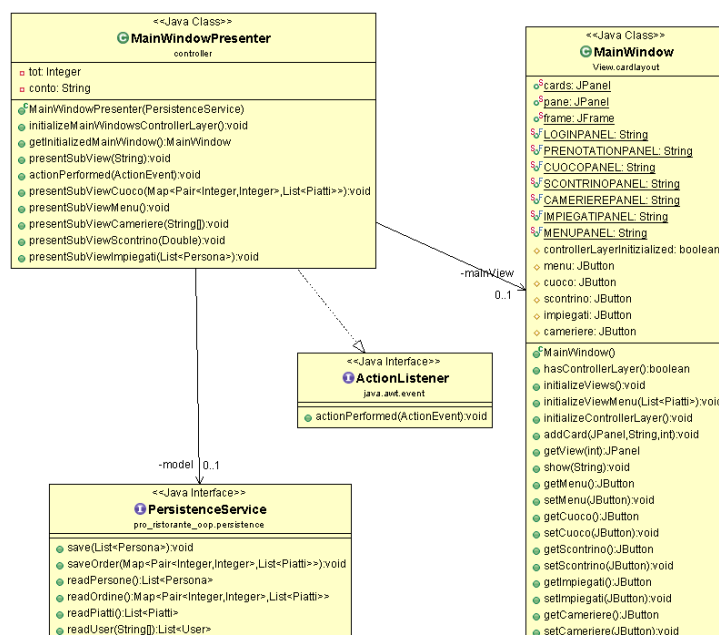 <<Java Class>>
MainWindowPresenter
controller
tot: Integer
conto: String
MainWindowPresenter(PersistenceService)
initializeMainWindowsControllerLayer():void
getInitializedMainWindow():MainWindow
presentSubView(String):void
actionPerformed(ActionEvent):void
presentSubViewCuoco(Map<Pair<Integer,Integer>,List<Piatti>>):void
presentSubViewMenu():void
presentSubViewCameriere(String[]):void
presentSubViewScontrino(Double):void
presentSubViewImpiegati(List<Persona>):void
-mainView
0..1
<<Java Interface>>
ActionListener
java.awt.event
actionPerformed(ActionEvent):void
-model
0..1
<<Java Interface>>
PersistenceService
pro_ristorante_oop.persistence
save(List<Persona>):void
saveOrder(Map<Pair<Integer,Integer>,List<Piatti>>):void
readPersone():List<Persona>
readOrdine():Map<Pair<Integer,Integer>,List<Piatti>>
readPiatti():List<Piatti>
readUser(String[]):List<User>
<<Java Class>>
MainWindow
View.cardlayout
cards: JPanel
pane: JPanel
frame: JFrame
LOGINPANEL: String
PRENOTATIONPANEL: String
CUOCOPANEL: String
SCONTRINOPANEL: String
CAMERIEREPANEL: String
IMPIEGATIPANEL: String
MENUPANEL: String
controllerLayerInitizialized: boolean
menu: JButton
cuoco: JButton
scontrino: JButton
impiegati: JButton
cameriere: JButton
MainWindow()
hasControllerLayer():boolean
initializeViews():void
initializeViewMenu(List<Piatti>):void
initializeControllerLayer():void
addCard(JPanel,String,int):void
getView(int):JPanel
show(String):void
getMenu():JButton
setMenu(JButton):void
getCuoco():JButton
setCuoco(JButton):void
getScontrino():JButton
setScontrino(JButton):void
getImpiegati():JButton
setImpiegati(JButton):void
getCameriere():JButton
setCameriere(JButton):void